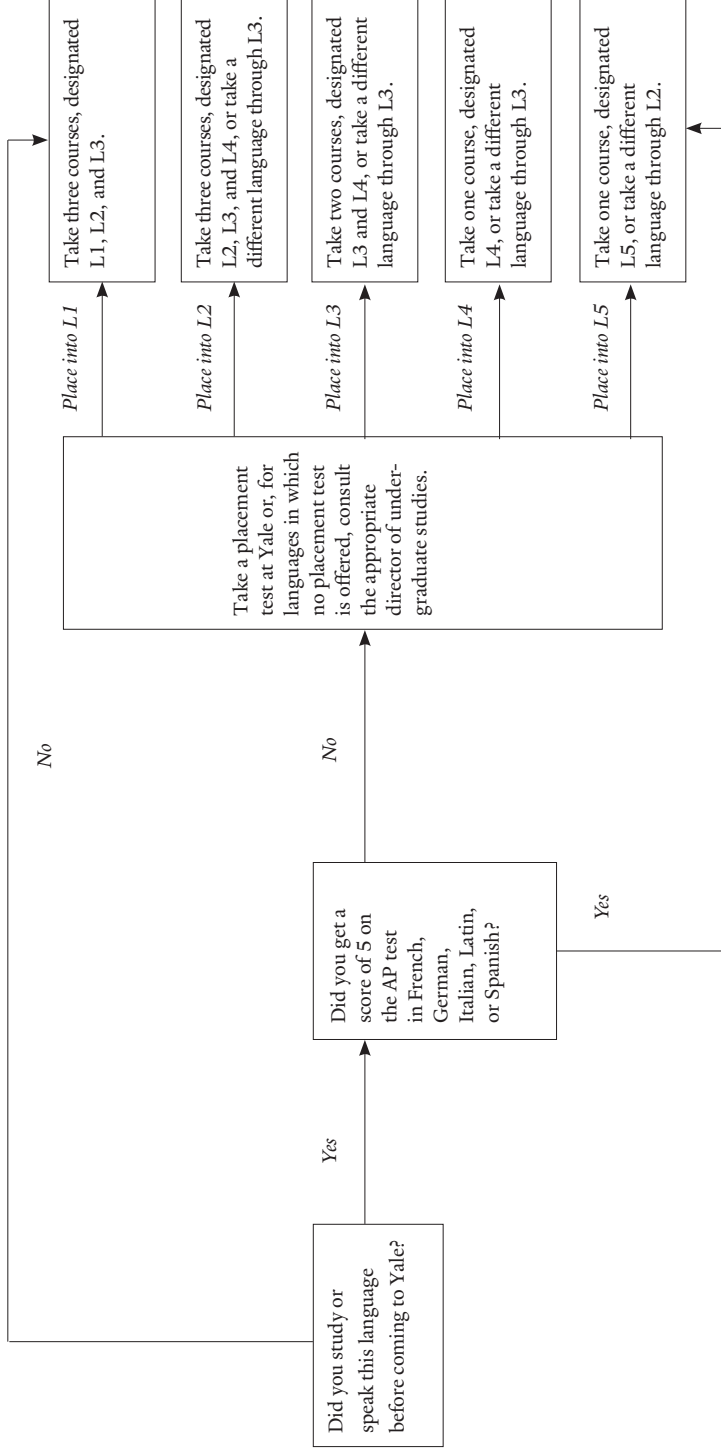 Did you study or
speak this language
before coming to Yale?
Yes
No
Did you get a
score of 5 on
the AP test
in French,
German,
Italian, Latin,
or Spanish?
No
Yes
Take a placement
test at Yale or, for
languages in which
no placement test
is offered, consult
the appropriate
director of under-
graduate studies.
Place into L1
Take three courses, designated
L1, L2, and L3.
Place into L2
Take three courses, designated
L2, L3, and L4, or take a
different language through L3.
Place into L3
Take two courses, designated
L3 and L4, or take a different
language through L3.
Place into L4
Take one course, designated
L4, or take a different
language through L3.
Place into L5
Take one course, designated
L5, or take a different
language through L2.